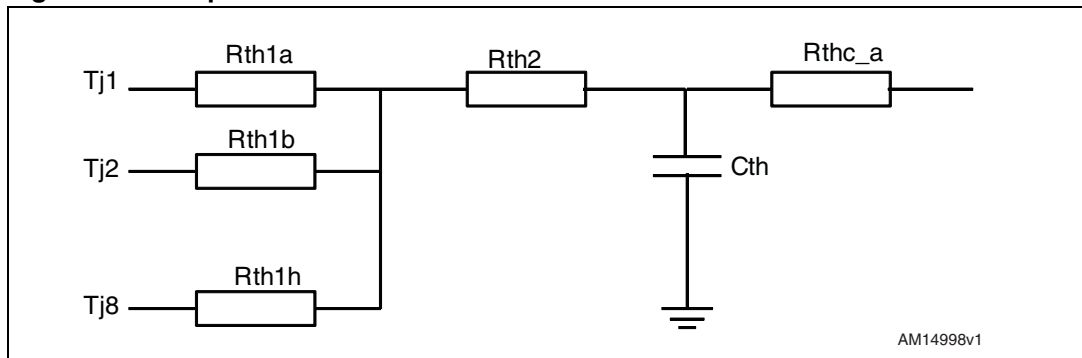 Tj1
Rth1a
Rth2
Rthc_a
Tj2
Rth1b
Cth
Tj8
Rth1h
AM14998v1